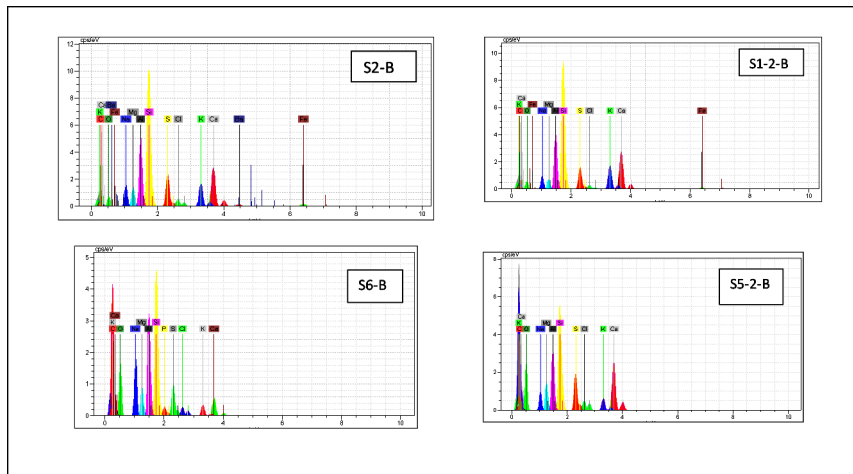 cps/eV
S2-B
12
10
8
6
4
2
0
Ca Ba
K Fe Mg Si
C O Na Al S Cl K Ca Ba Fe
0 2 4 6 8 10
cps/eV
S1-2-B
10
8
6
4
2
0
Ca
K Mg
C O Fe Na Al Si S Cl K Ca Fe
0 2 4 6 8 10
cps/eV
S6-B
5
4
3
2
1
0
Ca
K Mg Si
C O Na Al P S Cl K Ca
0 2 4 6 8 10
cps/eV
S5-2-B
8
6
4
2
0
Ca
K Mg Si
C O Na Al S Cl K Ca
0 2 4 6 8 10